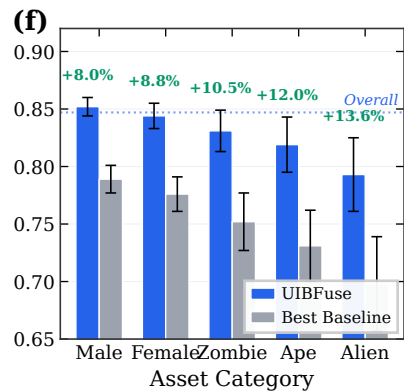 (f)
0.90
0.85
0.80
0.75
0.70
0.65
+8.0%
+8.8%
+10.5%
+12.0%
+13.6%
Overall
UIBFuse
Best Baseline
Male Female Zombie Ape Alien
Asset Category